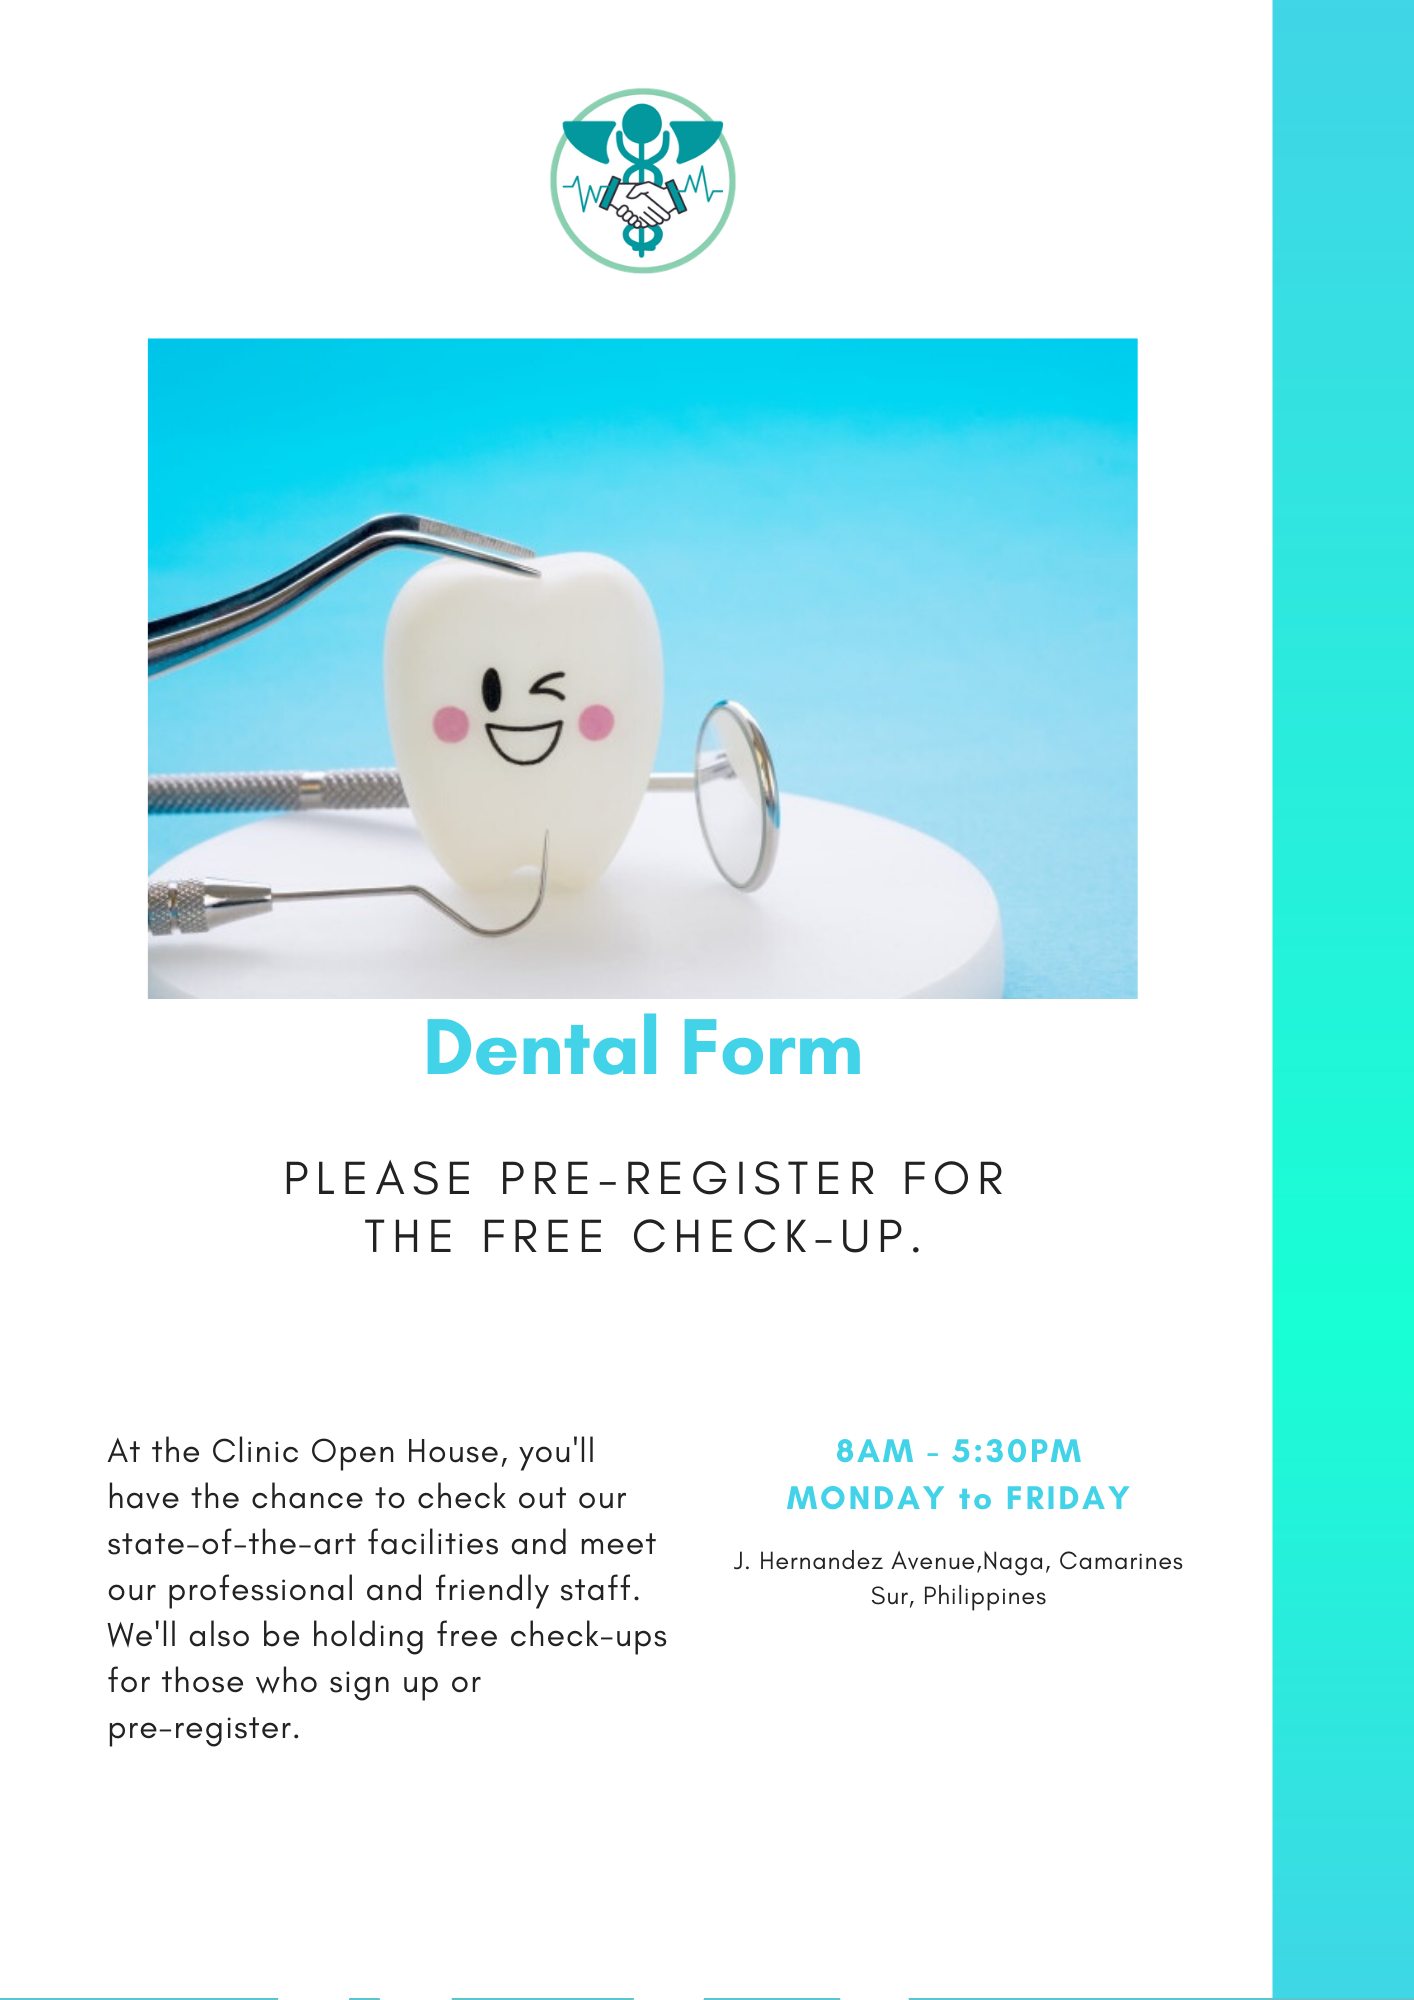 Dental Form
PLEASE PRE-REGISTER FOR
THE FREE CHECK-UP.
At the Clinic Open House, you'll
have the chance to check out our
state-of-the-art facilities and meet
our professional and friendly staff.
We'll also be holding free check-ups
for those who sign up or
pre-register.
8AM - 5:30PM
MONDAY to FRIDAY
J. Hernandez Avenue,Naga, Camarines
Sur, Philippines